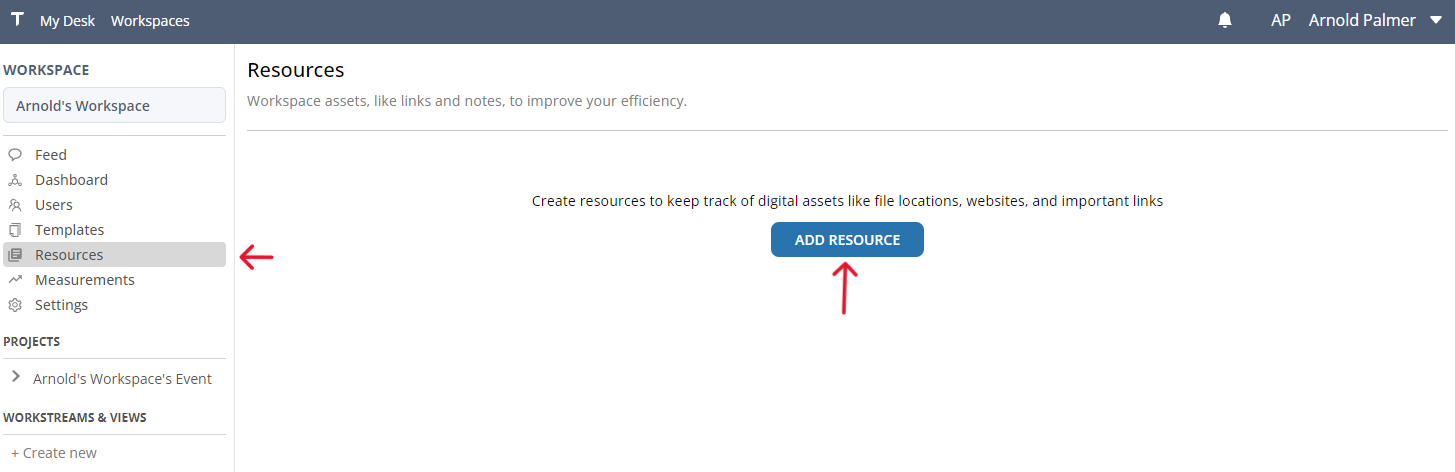 T My Desk Workspaces AP Arnold Palmer
WORKSPACE
Arnold's Workspace
Feed
Dashboard
Users
Templates
Resources
Measurements
Settings
PROJECTS
Arnold's Workspace's Event
WORKSTREAMS & VIEWS
+ Create new
Resources
Workspace assets, like links and notes, to improve your efficiency.
Create resources to keep track of digital assets like file locations, websites, and important links
ADD RESOURCE